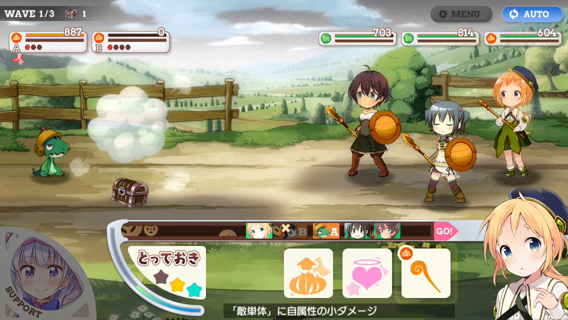 WAVE 1/3 1
MENU
AUTO
887
A
0
B
703
814
604
B
A
GO!
とっておき
SUPPORT
「敵単体」に自属性の小ダメージ